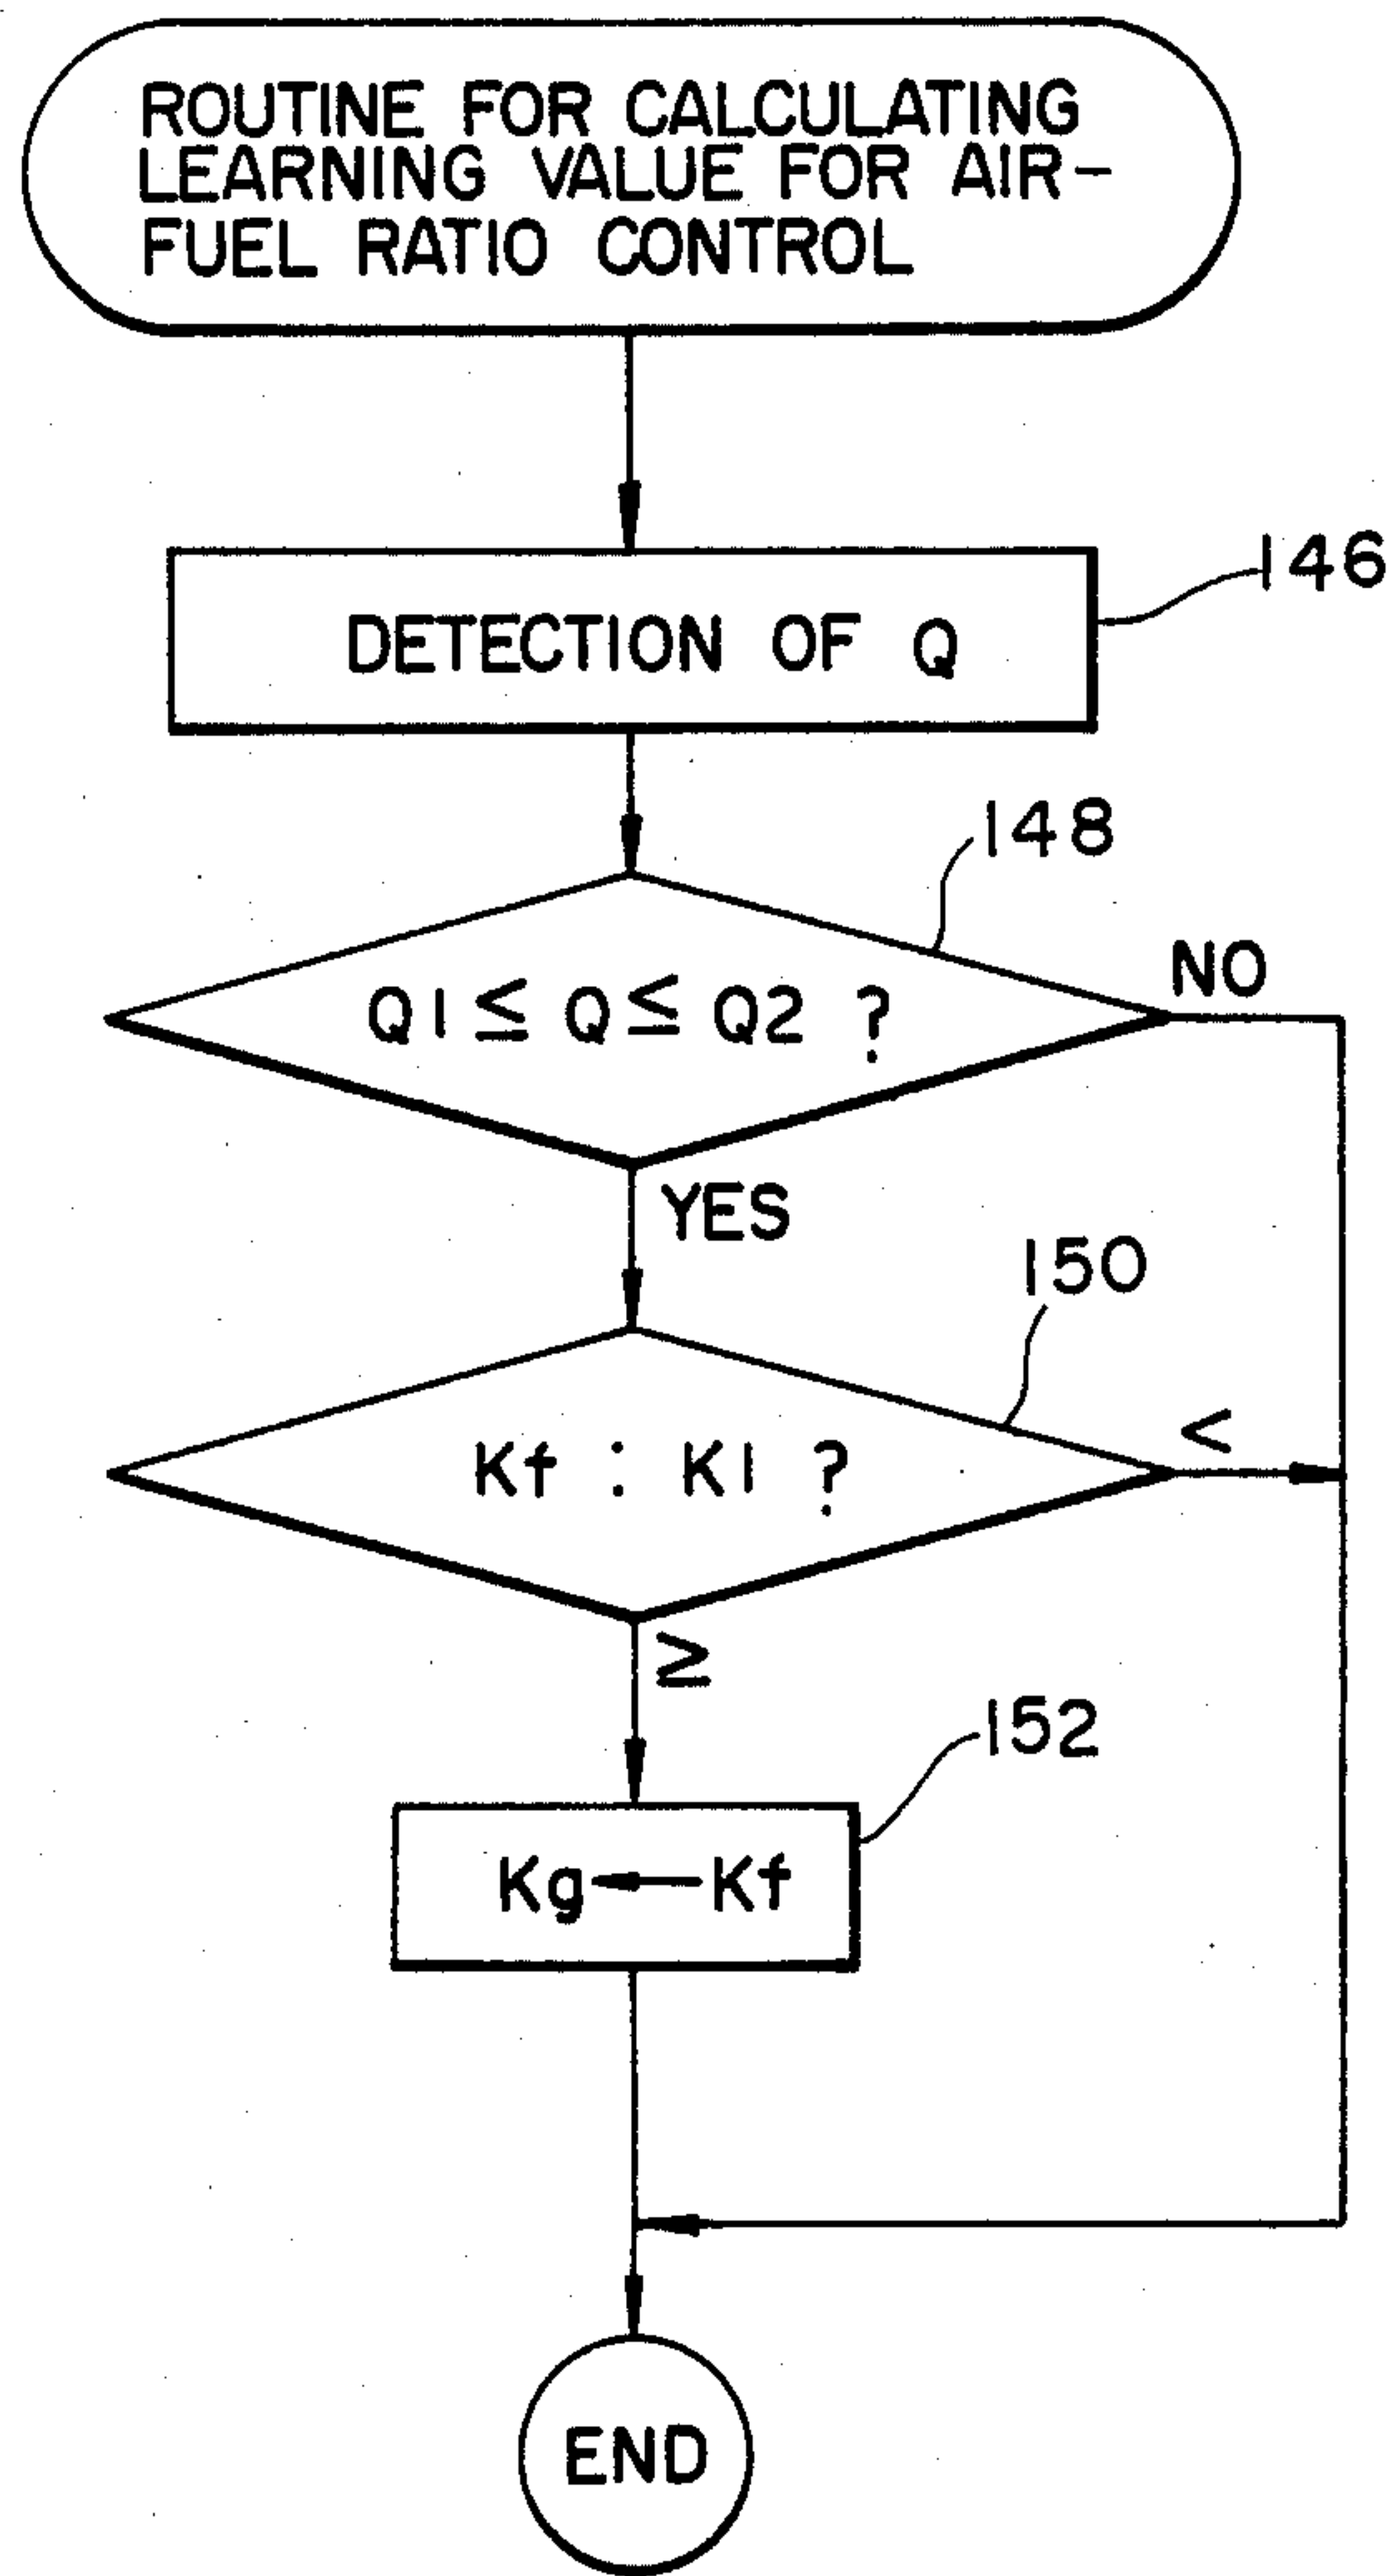 ROUTINE FOR CALCULATING
LEARNING VALUE FOR AIR-
FUEL RATIO CONTROL
146
DETECTION OF Q
148
NO
Q1 ≤ Q ≤ Q2 ?
YES
150
<
Kf : K1 ?
≥
152
Kg ← Kf
END